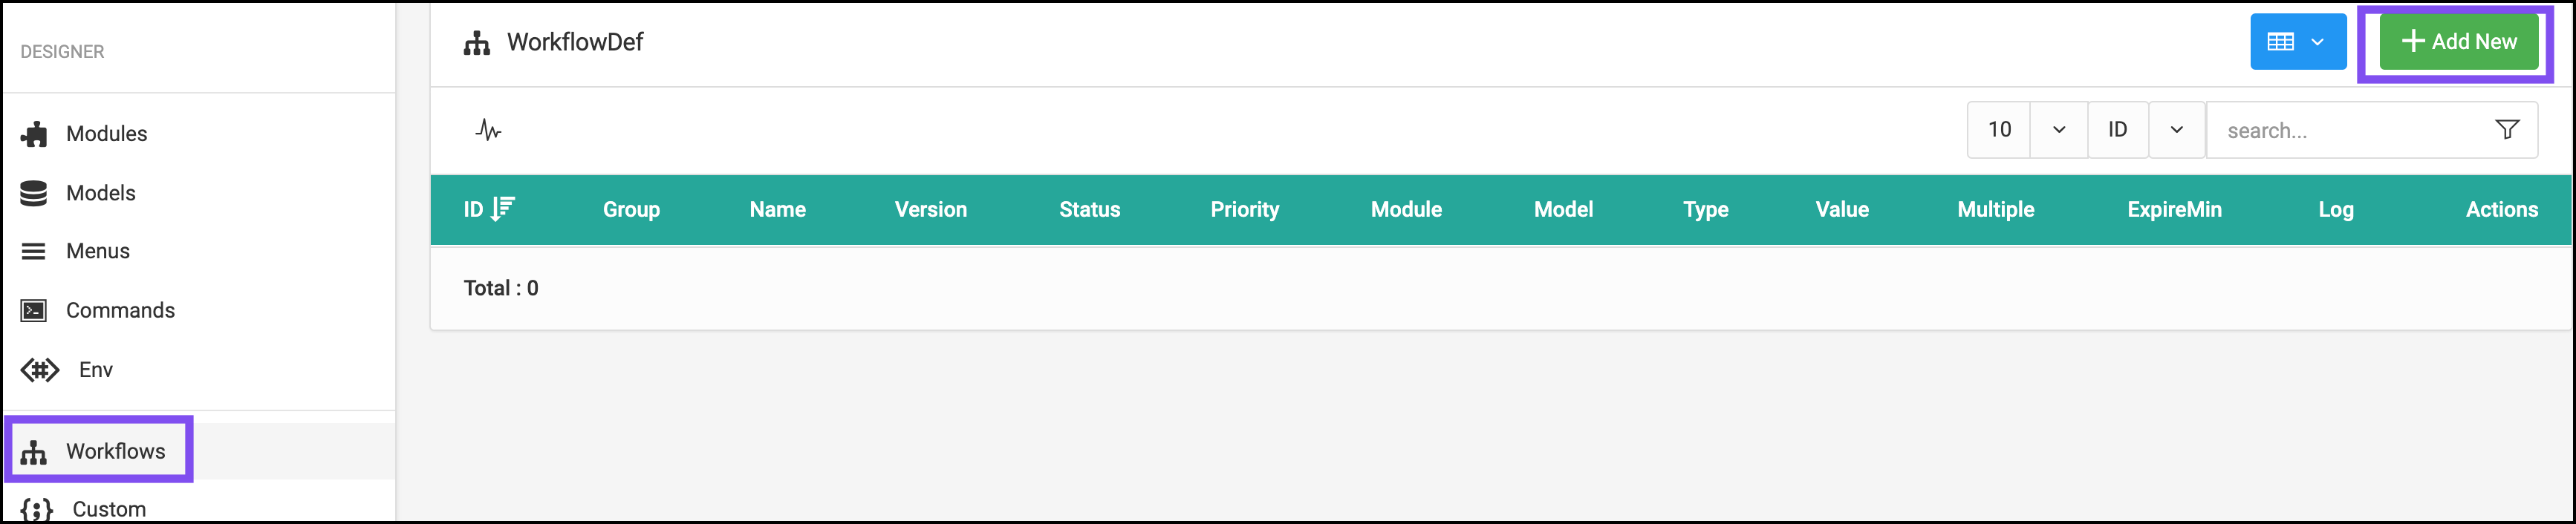 DESIGNER
Modules
Models
Menus
Commands
Env
Workflows
Custom
WorkflowDef
Add New
10 ID search...
ID Group Name Version Status Priority Module Model Type Value Multiple ExpireMin Log Actions
Total : 0